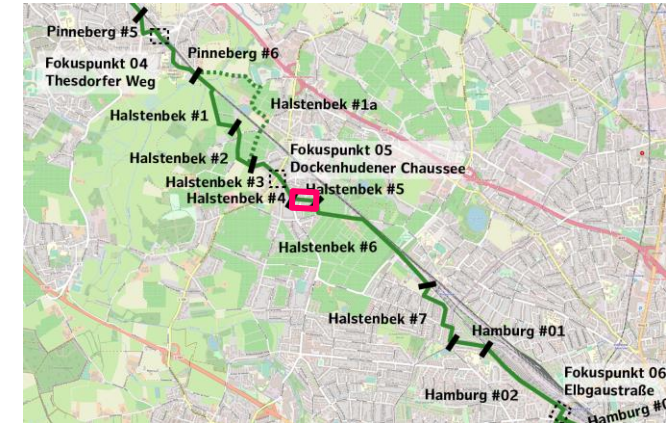 Pinneberg #5
Pinneberg #6
Fokuspunkt 04
Thesdorfer Weg
Halstenbek #1a
Halstenbek #1
Fokuspunkt 05
Dockenhudener Chaussee
Halstenbek #2
Halstenbek #3
Halstenbek #5
Halstenbek #4
Halstenbek #6
Halstenbek #7
Hamburg #01
Fokuspunkt 06
Elbgaustraße
Hamburg #02